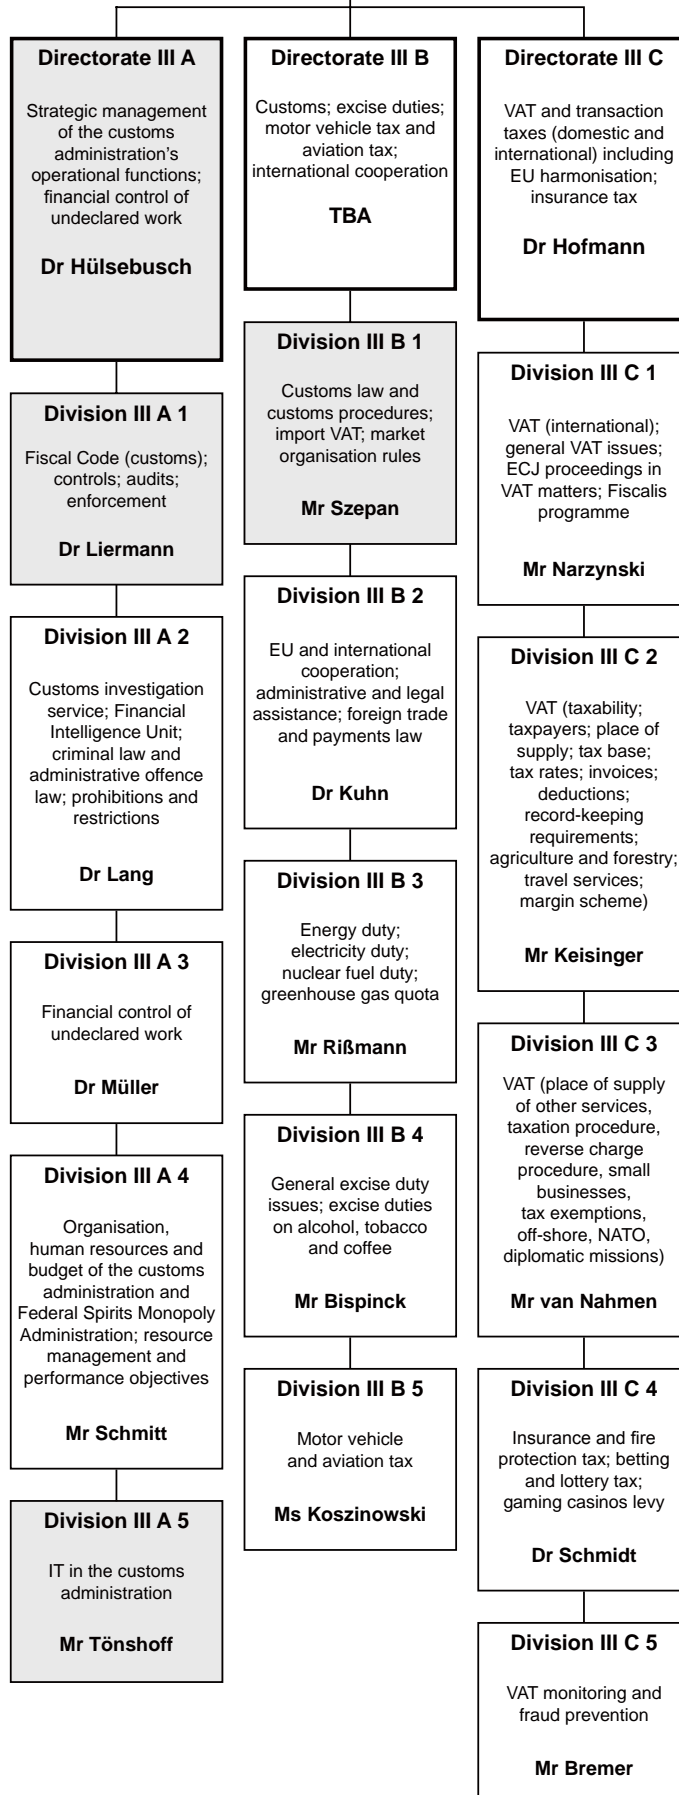 Directorate III A
Strategic management
of the customs
administration's
operational functions;
financial control of
undeclared work
Dr Hülsebusch
Division III A 1
Fiscal Code (customs);
controls; audits;
enforcement
Dr Liermann
Division III A 2
Customs investigation
service; Financial
Intelligence Unit;
criminal law and
administrative offence
law; prohibitions and
restrictions
Dr Lang
Division III A 3
Financial control of
undeclared work
Dr Müller
Division III A 4
Organisation,
human resources and
budget of the customs
administration and
Federal Spirits Monopoly
Administration; resource
management and
performance objectives
Mr Schmitt
Division III A 5
IT in the customs
administration
Mr Tönshoff
Directorate III B
Customs; excise duties;
motor vehicle tax and
aviation tax;
international cooperation
TBA
Division III B 1
Customs law and
customs procedures;
import VAT; market
organisation rules
Mr Szepan
Division III B 2
EU and international
cooperation;
administrative and legal
assistance; foreign trade
and payments law
Dr Kuhn
Division III B 3
Energy duty;
electricity duty;
nuclear fuel duty;
greenhouse gas quota
Mr Rißmann
Division III B 4
General excise duty
issues; excise duties
on alcohol, tobacco
and coffee
Mr Bispinck
Division III B 5
Motor vehicle
and aviation tax
Ms Koszinowski
Directorate III C
VAT and transaction
taxes (domestic and
international) including
EU harmonisation;
insurance tax
Dr Hofmann
Division III C 1
VAT (international);
general VAT issues;
ECJ proceedings in
VAT matters; Fiscalis
programme
Mr Narzynski
Division III C 2
VAT (taxability;
taxpayers; place of
supply; tax base;
tax rates; invoices;
deductions;
record-keeping
requirements;
agriculture and forestry;
travel services;
margin scheme)
Mr Keisinger
Division III C 3
VAT (place of supply
of other services,
taxation procedure,
reverse charge
procedure, small
businesses,
tax exemptions,
off-shore, NATO,
diplomatic missions)
Mr van Nahmen
Division III C 4
Insurance and fire
protection tax; betting
and lottery tax;
gaming casinos levy
Dr Schmidt
Division III C 5
VAT monitoring and
fraud prevention
Mr Bremer